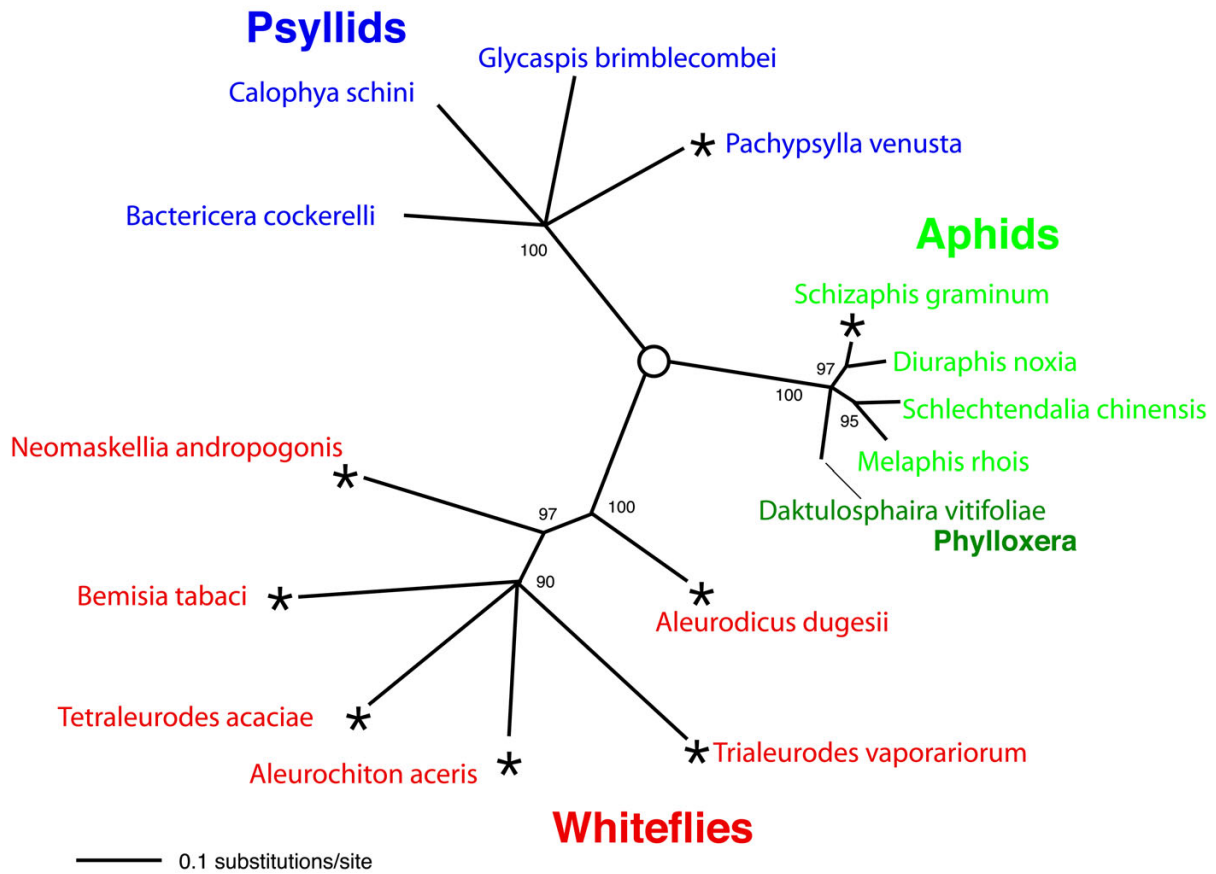 Psyllids
Glycaspis brimblecombei
Calophya schini
* Pachypsylla venusta
Bactericera cockerelli
100
Aphids
Schizaphis graminum
*
97
Diuraphis noxia
100
Schlechtendalia chinensis
95
Melaphis rhois
Daktulosphaira vitifoliae
Phylloxera
Neomaskellia andropogonis
*
97
100
Bemisia tabaci *
90
*
Aleurodicus dugesii
Tetraleurodes acaciae *
Aleurochiton aceris *
* Trialeurodes vaporariorum
Whiteflies
0.1 substitutions/site